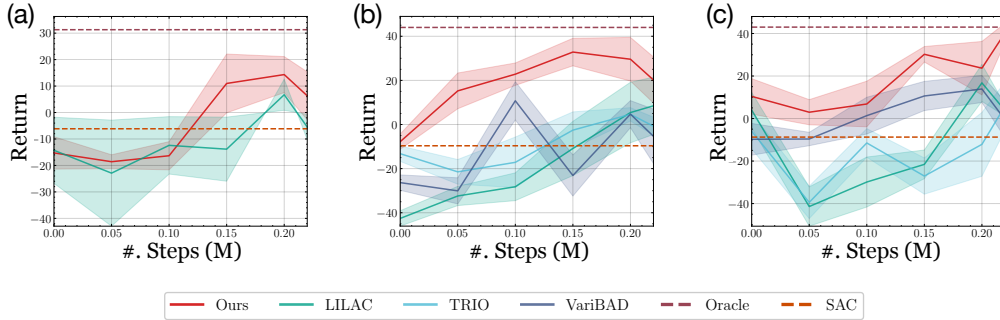 (a)
(b)
(c)
Return
30
20
10
0
−10
−20
−30
−40
0.00
0.05
0.10
0.15
0.20
#. Steps (M)
Return
40
20
0
−20
−40
0.00
0.05
0.10
0.15
0.20
#. Steps (M)
Return
40
20
0
−20
−40
0.00
0.05
0.10
0.15
0.20
#. Steps (M)
Ours
LILAC
TRIO
VariBAD
Oracle
SAC